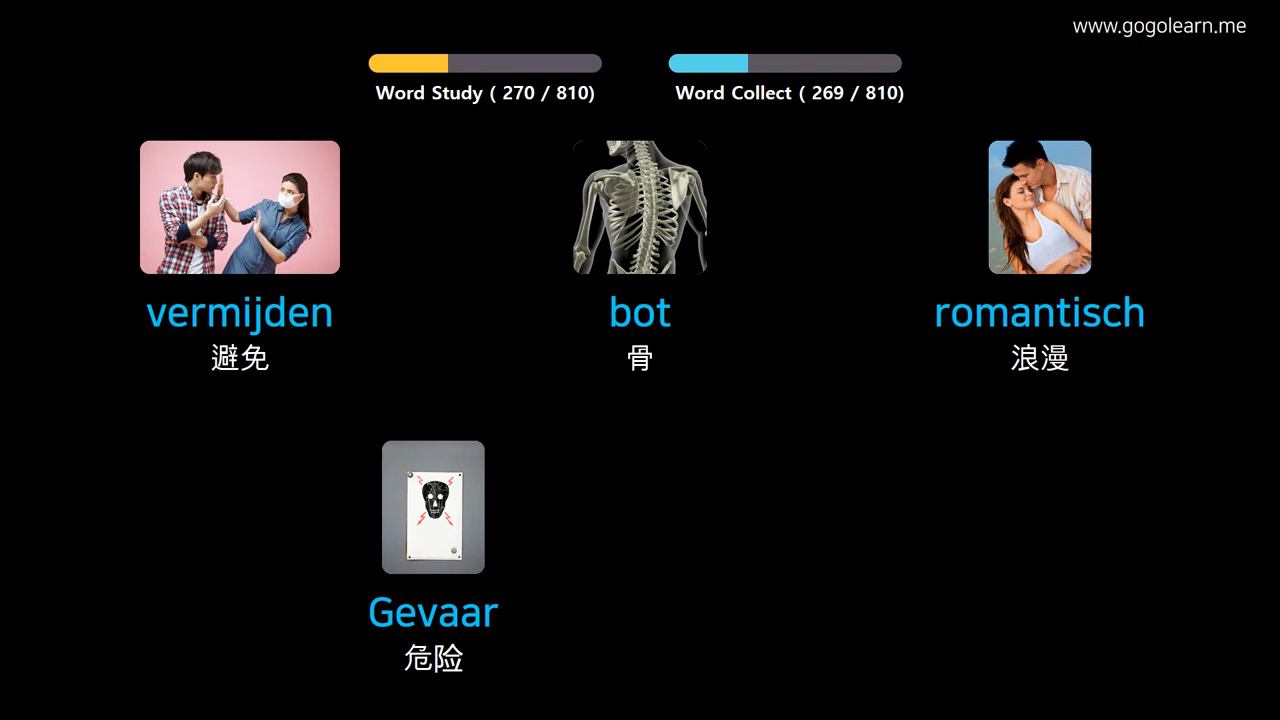 www.gogolearn.me
Word Study ( 270 / 810)
Word Collect ( 269 / 810)
vermijden
避免
bot
骨
romantisch
浪漫
Gevaar
危险